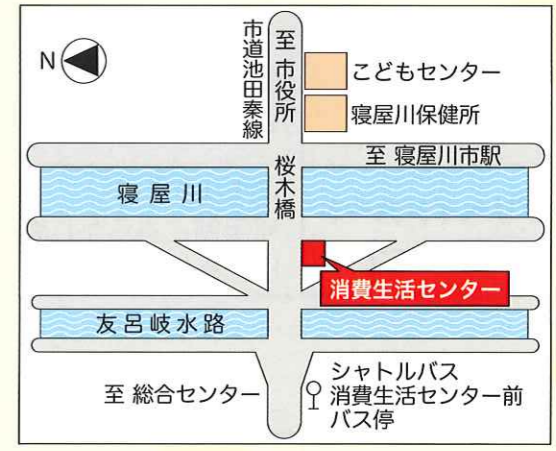 N
市道池田秦線
至 市役所
こどもセンター
寝屋川保健所
至 寝屋川市駅
桜木橋
寝屋川
消費生活センター
友呂岐水路
至 総合センター
シャトルバス
消費生活センター前
バス停